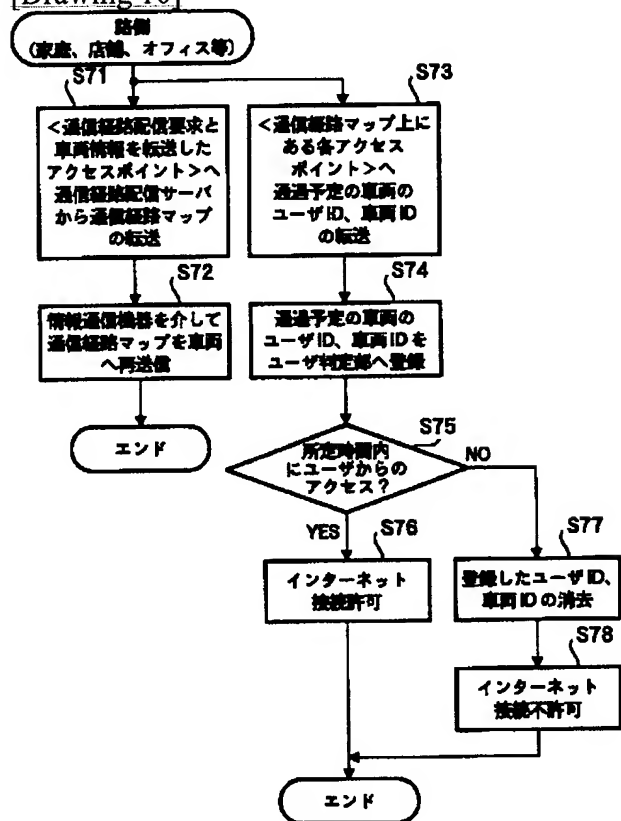 [Drawing 10]
路側
(家庭、店舗、オフィス等)
S71
<通信経路配信要求と
車両情報を転送した
アクセスポイント>へ
通信経路配信サーバ
から通信経路マップ
の転送
S73
<通信経路マップ上に
ある各アクセス
ポイント>へ
通過予定の車両の
ユーザID、車両ID
の転送
S72
情報通信機器を介して
通信経路マップを車両
へ再送信
S74
通過予定の車両の
ユーザID、車両IDを
ユーザ判定部へ登録
エンド
S75
所定時間内
にユーザからの
アクセス?
NO
YES
S76
インターネット
接続許可
S77
登録したユーザID、
車両IDの消去
S78
インターネット
接続不許可
エンド